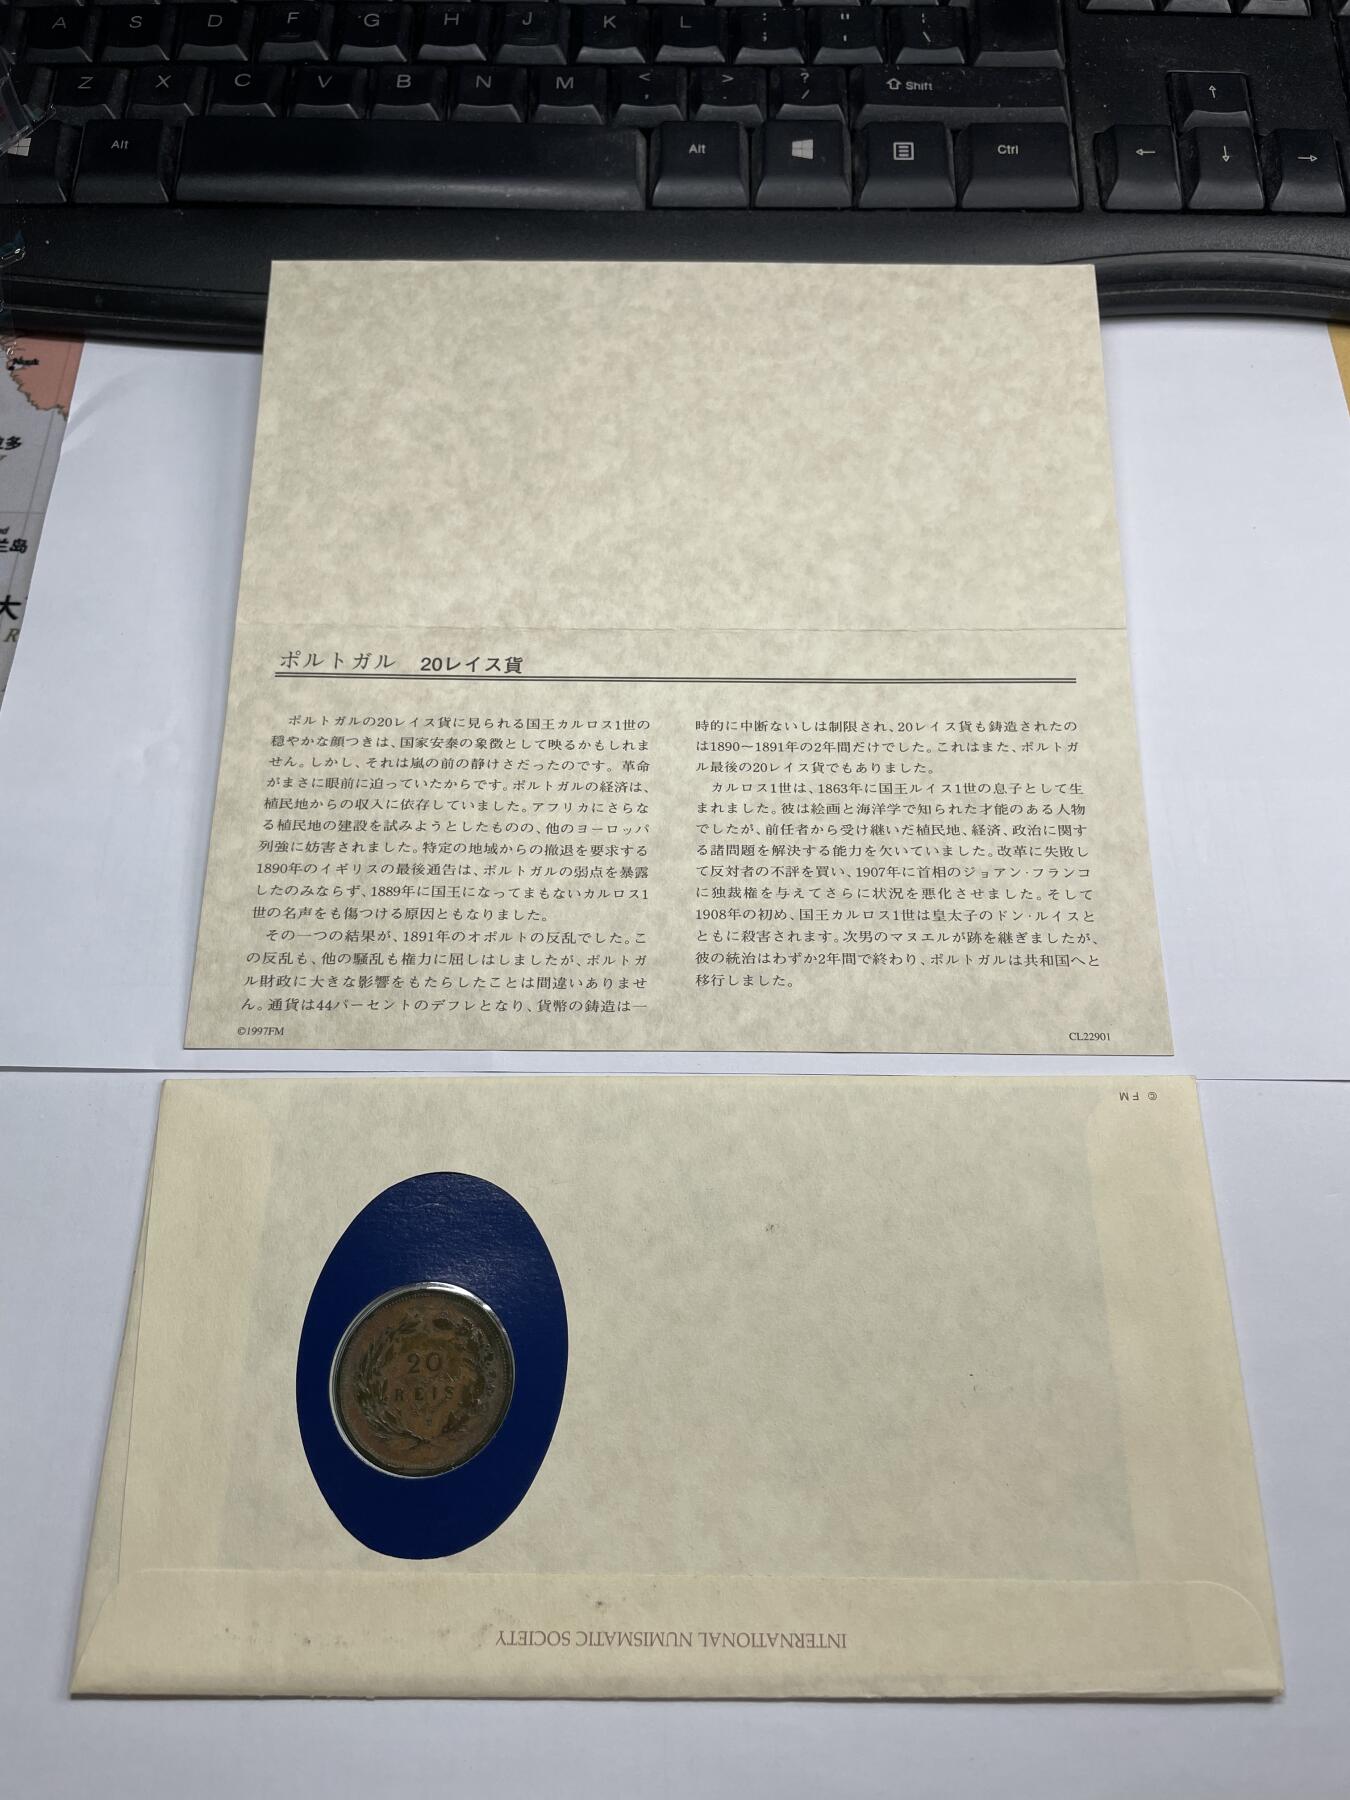 A S D F G H J K L : ; " ' | \
Z X C V B N M < , > . ? / Shift
Alt Alt Ctrl
Nuuk
多
兰岛
大
R
ポルトガル 20レイス貨
ポルトガルの20レイス貨に見られる国王カルロス1世の
穏やかな顔つきは、国家安泰の象徴として映るかもしれま
せん。しかし、それは嵐の前の静けさだったのです。革命
がまさに眼前に迫っていたからです。ポルトガルの経済は、
植民地からの収入に依存していました。アフリカにさらな
る植民地の建設を試みようとしたものの、他のヨーロッパ
列強に妨害されました。特定の地域からの撤退を要求する
1890年のイギリスの最後通告は、ポルトガルの弱点を暴露
したのみならず、1889年に国王になってまもないカルロス1
世の名声をも傷つける原因ともなりました。
その一つの結果が、1891年のオポルトの反乱でした。こ
の反乱も、他の騒乱も権力に屈しはしましたが、ポルトガ
ル財政に大きな影響をもたらしたことは間違いありませ
ん。通貨は44パーセントのデフレとなり、貨幣の鋳造は一
時的に中断ないしは制限され、20レイス貨も鋳造されたの
は1890〜1891年の2年間だけでした。これはまた、ポルトガ
ル最後の20レイス貨でもありました。
カルロス1世は、1863年に国王ルイス1世の息子として生
まれました。彼は絵画と海洋学で知られた才能のある人物
でしたが、前任者から受け継いだ植民地、経済、政治に関す
る諸問題を解決する能力を欠いていました。改革に失敗し
て反対者の不評を買い、1907年に首相のジョアン・フランコ
に独裁権を与えてさらに状況を悪化させました。そして
1908年の初め、国王カルロス1世は皇太子のドン・ルイスと
ともに殺害されます。次男のマヌエルが跡を継ぎましたが、
彼の統治はわずか2年間で終わり、ポルトガルは共和国へと
移行しました。
©1997FM
CL22901
© FM
20
REIS
INTERNATIONAL NUMISMATIC SOCIETY